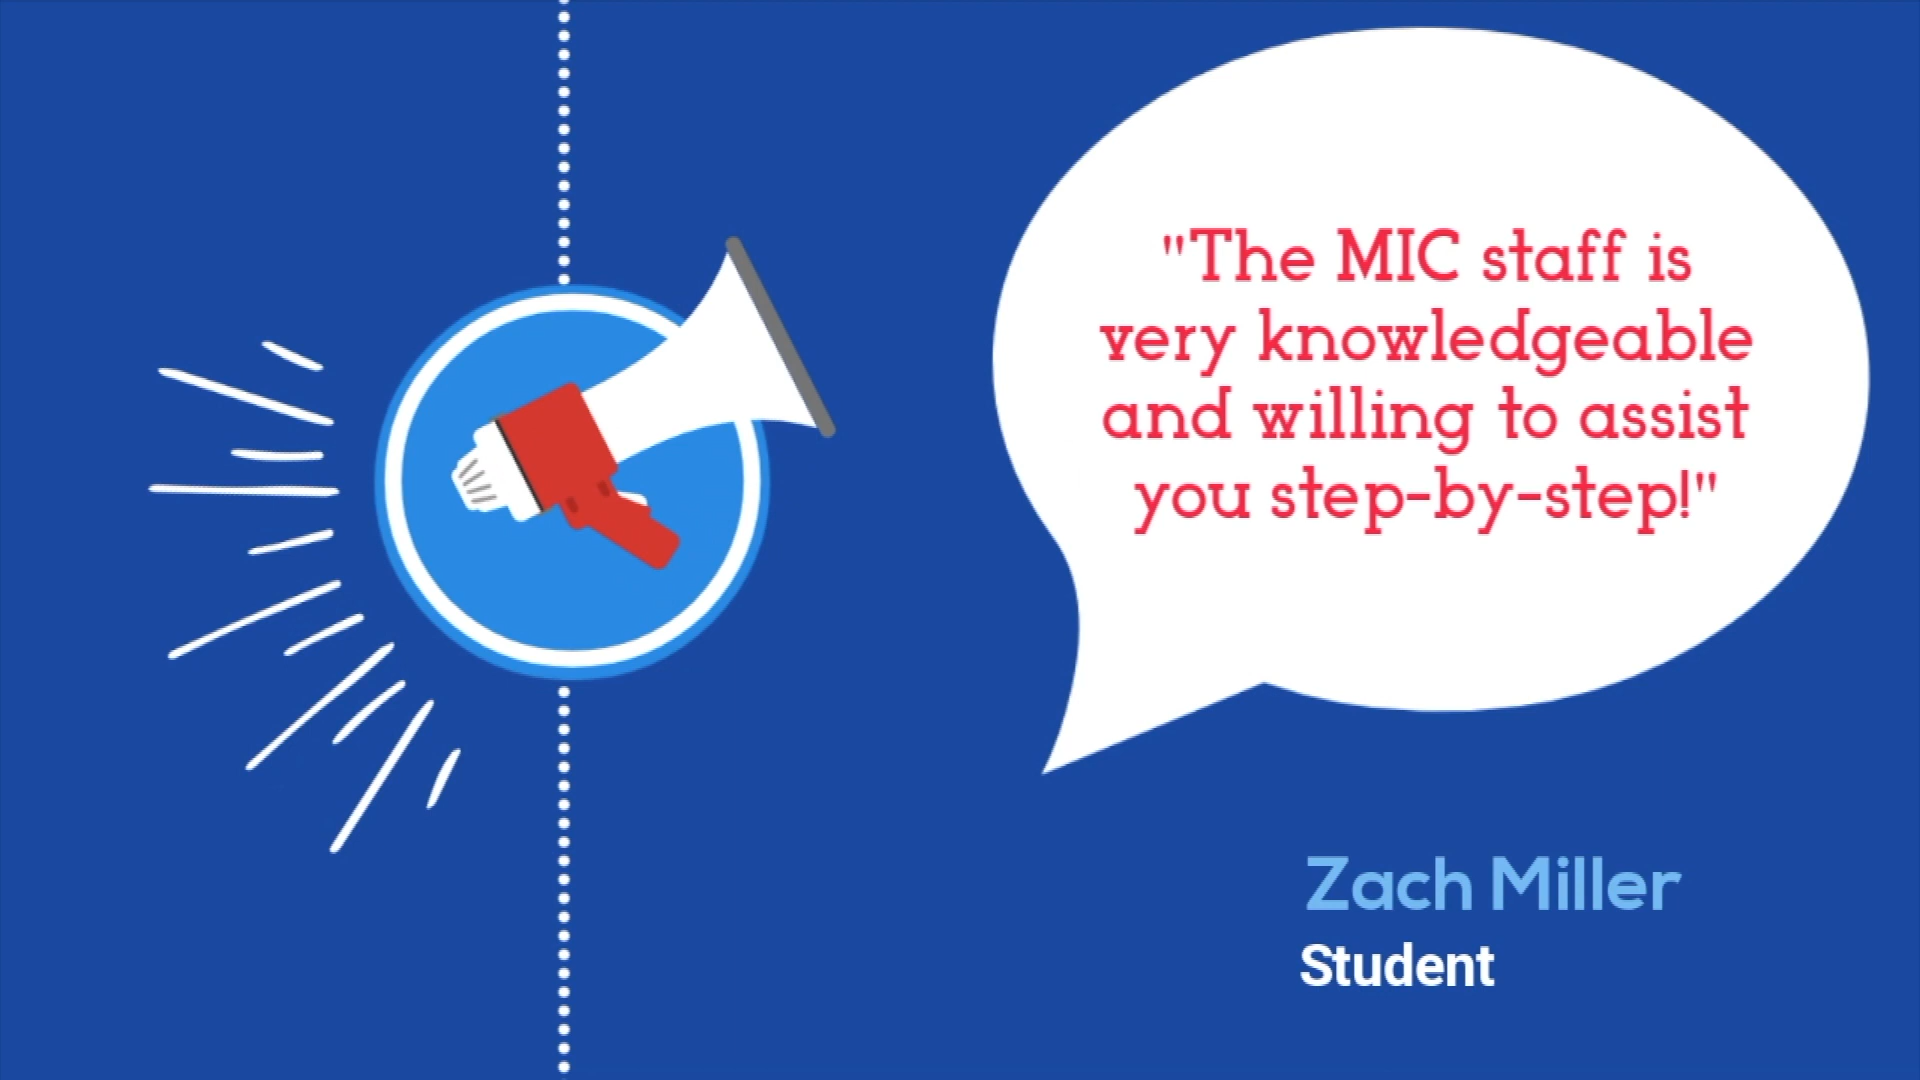 "The MIC staff is
very knowledgeable
and willing to assist
you step-by-step!"
Zach Miller
Student